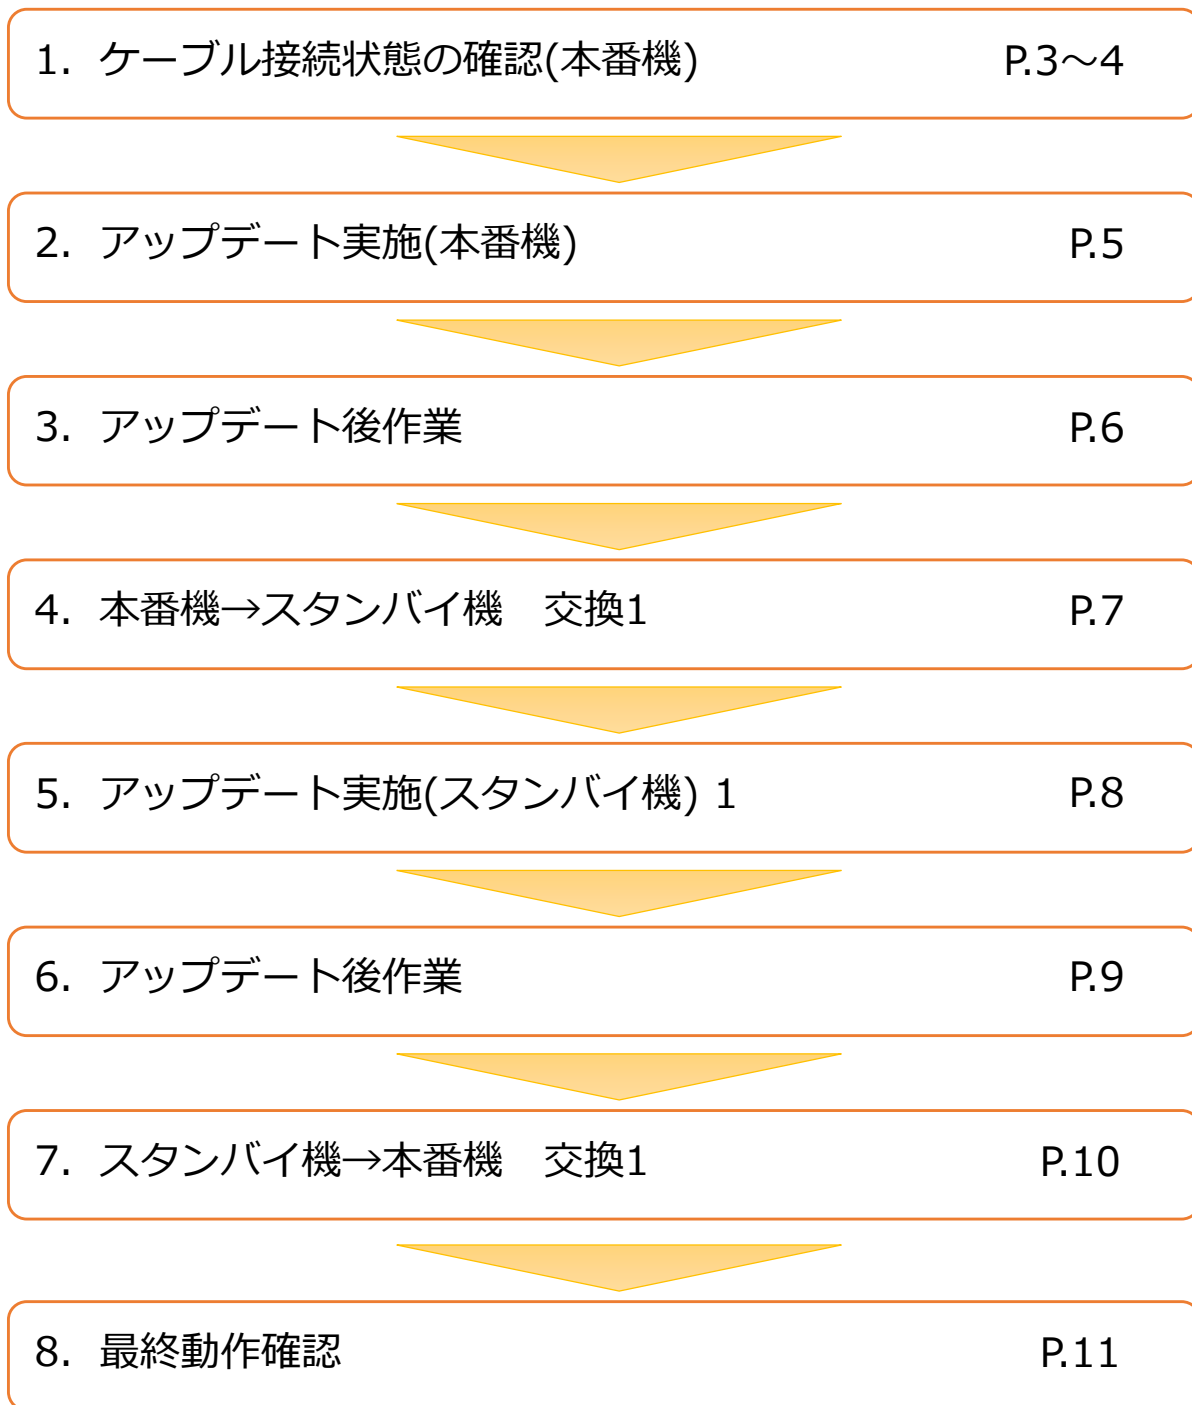 1. ケーブル接続状態の確認(本番機) P.3～4
2. アップデート実施(本番機) P.5
3. アップデート後作業 P.6
4. 本番機→スタンバイ機　交換1 P.7
5. アップデート実施(スタンバイ機) 1 P.8
6. アップデート後作業 P.9
7. スタンバイ機→本番機　交換1 P.10
8. 最終動作確認 P.11